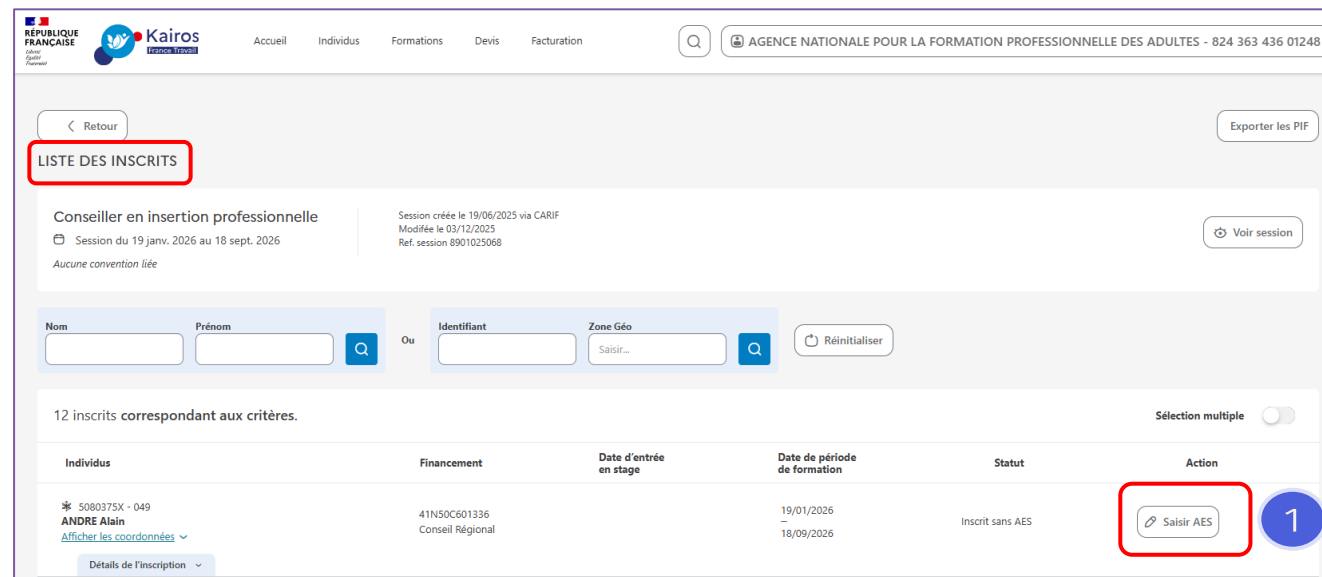 RÉPUBLIQUE
FRANÇAISE
Liberté
Égalité
Fraternité
Kairos
France Travail
Accueil
Individus
Formations
Devis
Facturation
AGENCE NATIONALE POUR LA FORMATION PROFESSIONNELLE DES ADULTES - 824 363 436 01248
Retour
Exporter les PIF
LISTE DES INSCRITS
Conseiller en insertion professionnelle
Session du 19 janv. 2026 au 18 sept. 2026
Aucune convention liée
Session créée le 19/06/2025 via CARIF
Modifée le 03/12/2025
Ref. session 8901025068
Voir session
Nom
Prénom
Ou
Identifiant
Zone Géo
Saisir...
Réinitialiser
12 inscrits correspondant aux critères.
Sélection multiple
Individus
Financement
Date d'entrée
en stage
Date de période
de formation
Statut
Action
5080375X - 049
ANDRE Alain
Afficher les coordonnées
Détails de l'inscription
41N50C601336
Conseil Régional
19/01/2026
–
18/09/2026
Inscrit sans AES
Saisir AES
1